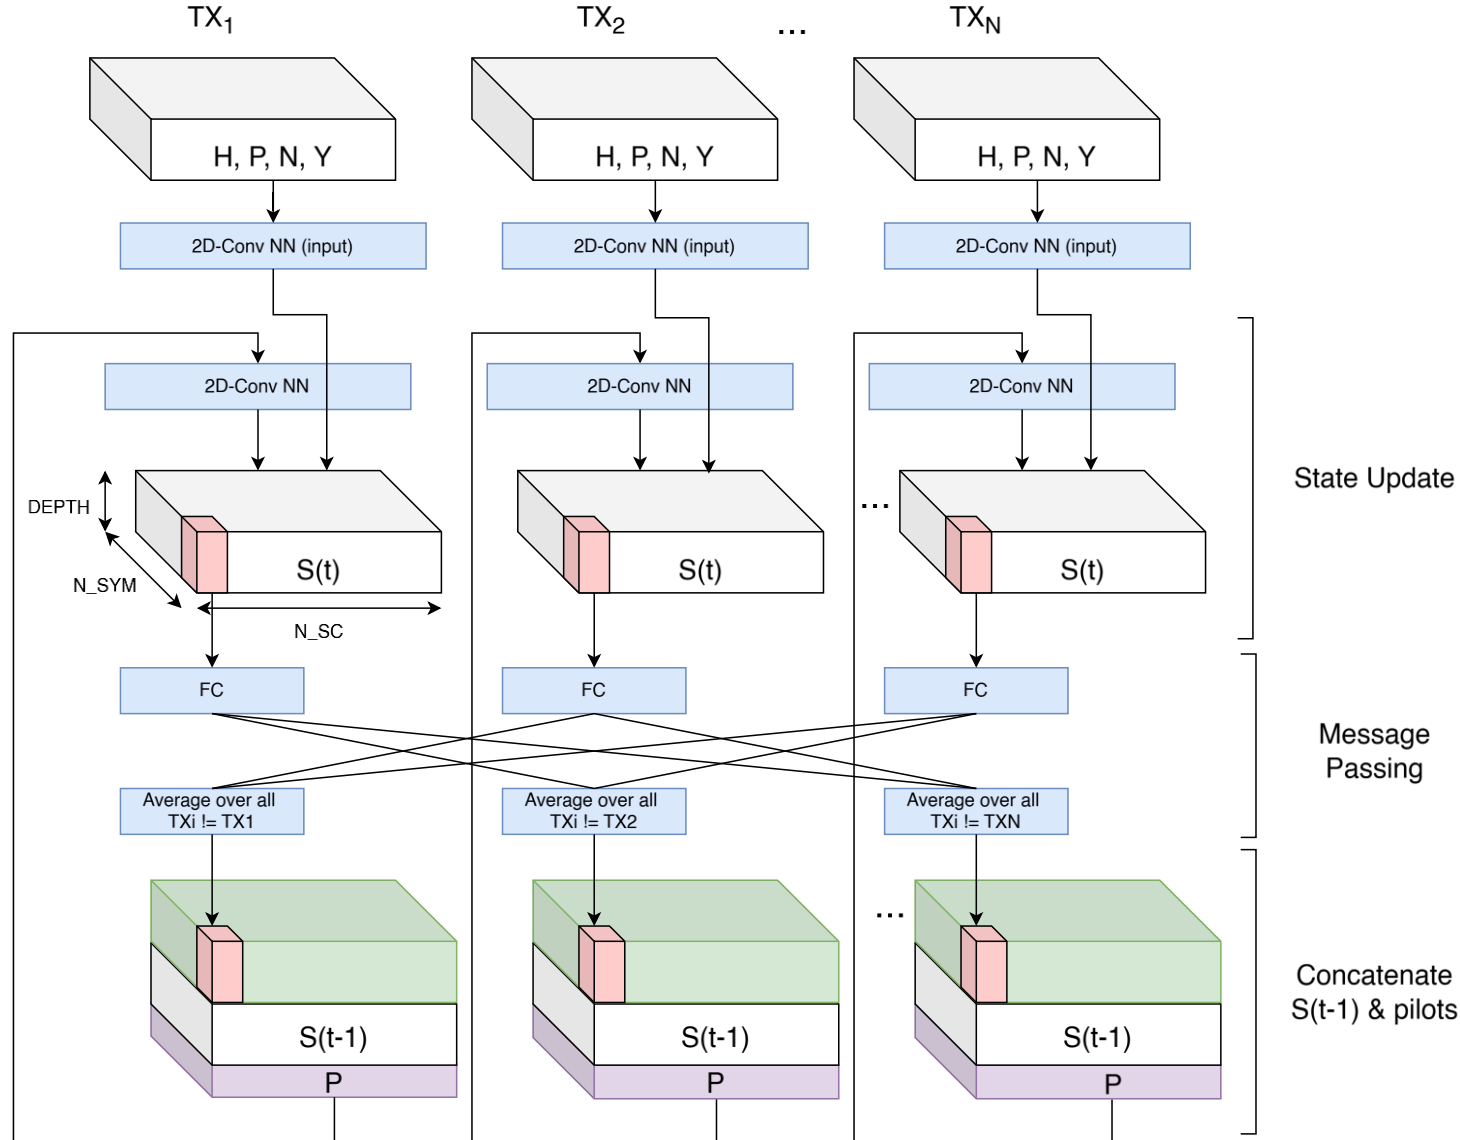 TX1 TX2 ... TXN
H, P, N, Y H, P, N, Y H, P, N, Y
2D-Conv NN (input) 2D-Conv NN (input) 2D-Conv NN (input)
2D-Conv NN 2D-Conv NN 2D-Conv NN
State Update
DEPTH
...
S(t) S(t) S(t)
N_SYM
N_SC
FC FC FC
Message
Passing
Average over all Average over all Average over all
TXi != TX1 TXi != TX2 TXi != TXN
...
Concatenate
S(t-1) & pilots
S(t-1) S(t-1) S(t-1)
P P P